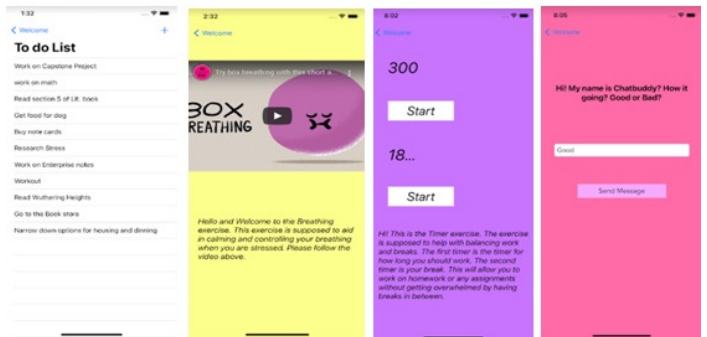 1:32
Welcome
+
To do List
Work on Capstone Project
work on math
Read section 5 of Lit. book
Get food for dog
Buy note cards
Research Stress
Work on Enterprise notes
Workout
Read Wuthering Heights
Go to the Book store
Narrow down options for housing and dinning
2:32
Welcome
Try box breathing with this short a...
BOX
BREATHING
Hello and Welcome to the Breathing
exercise. This exercise is supposed to aid
in calming and controlling your breathing
when you are stressed. Please follow the
video above.
8:02
Welcome
300
Start
18...
Start
Hi! This is the Timer exercise. The exercise
is supposed to help with balancing work
and breaks. The first timer is the timer for
how long you should work. The second
timer is your break. This will allow you to
work on homework or any assignments
without getting overwhelmed by having
breaks in between.
8:05
Welcome
Hi! My name is Chatbuddy? How it
going? Good or Bad?
Good
Send Message